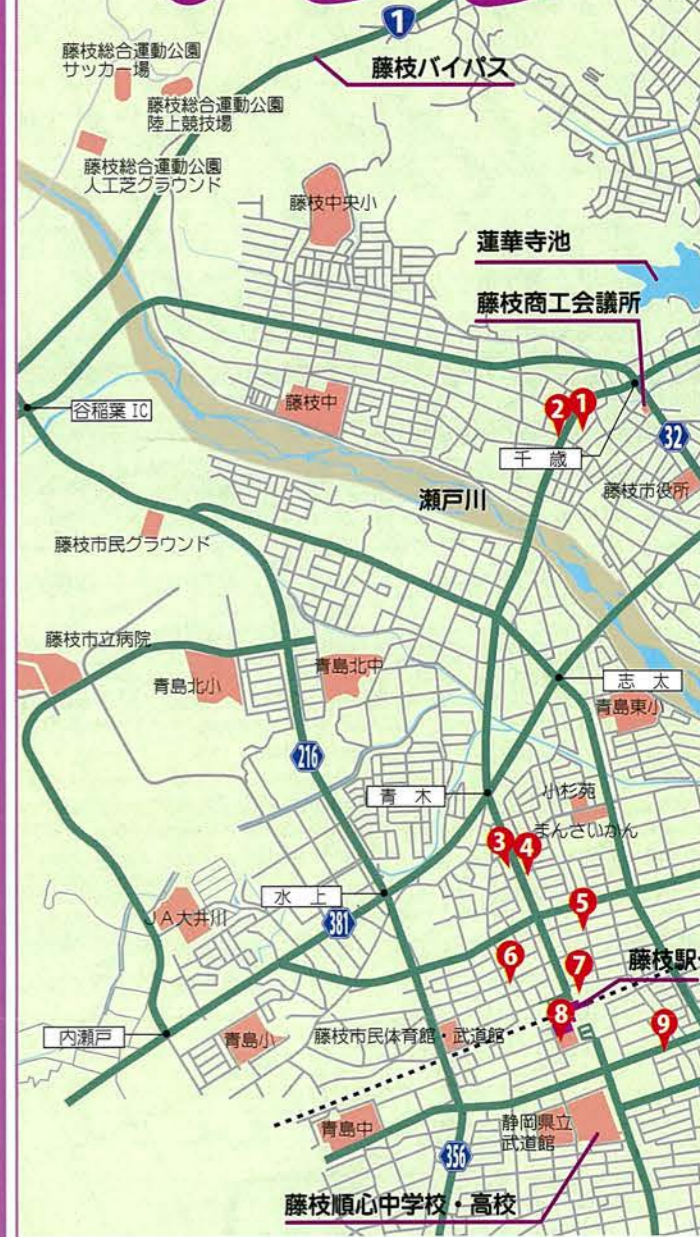 1
藤枝総合運動公園
サッカー場
藤枝バイパス
藤枝総合運動公園
陸上競技場
藤枝総合運動公園
人工芝グラウンド
藤枝中央小
蓮華寺池
藤枝商工会議所
谷稲葉 IC
藤枝中
2
1
32
千 歳
藤枝市役所
瀬戸川
藤枝市民グラウンド
藤枝市立病院
青島北小
青島北中
志 太
青島東小
216
青 木
小杉苑
まんさいかん
3
4
水 上
5
JA大井川
381
6
7
藤枝駅
8
9
内瀬戸
青島小
藤枝市民体育館・武道館
青島中
静岡県立
武道館
356
藤枝順心中学校・高校